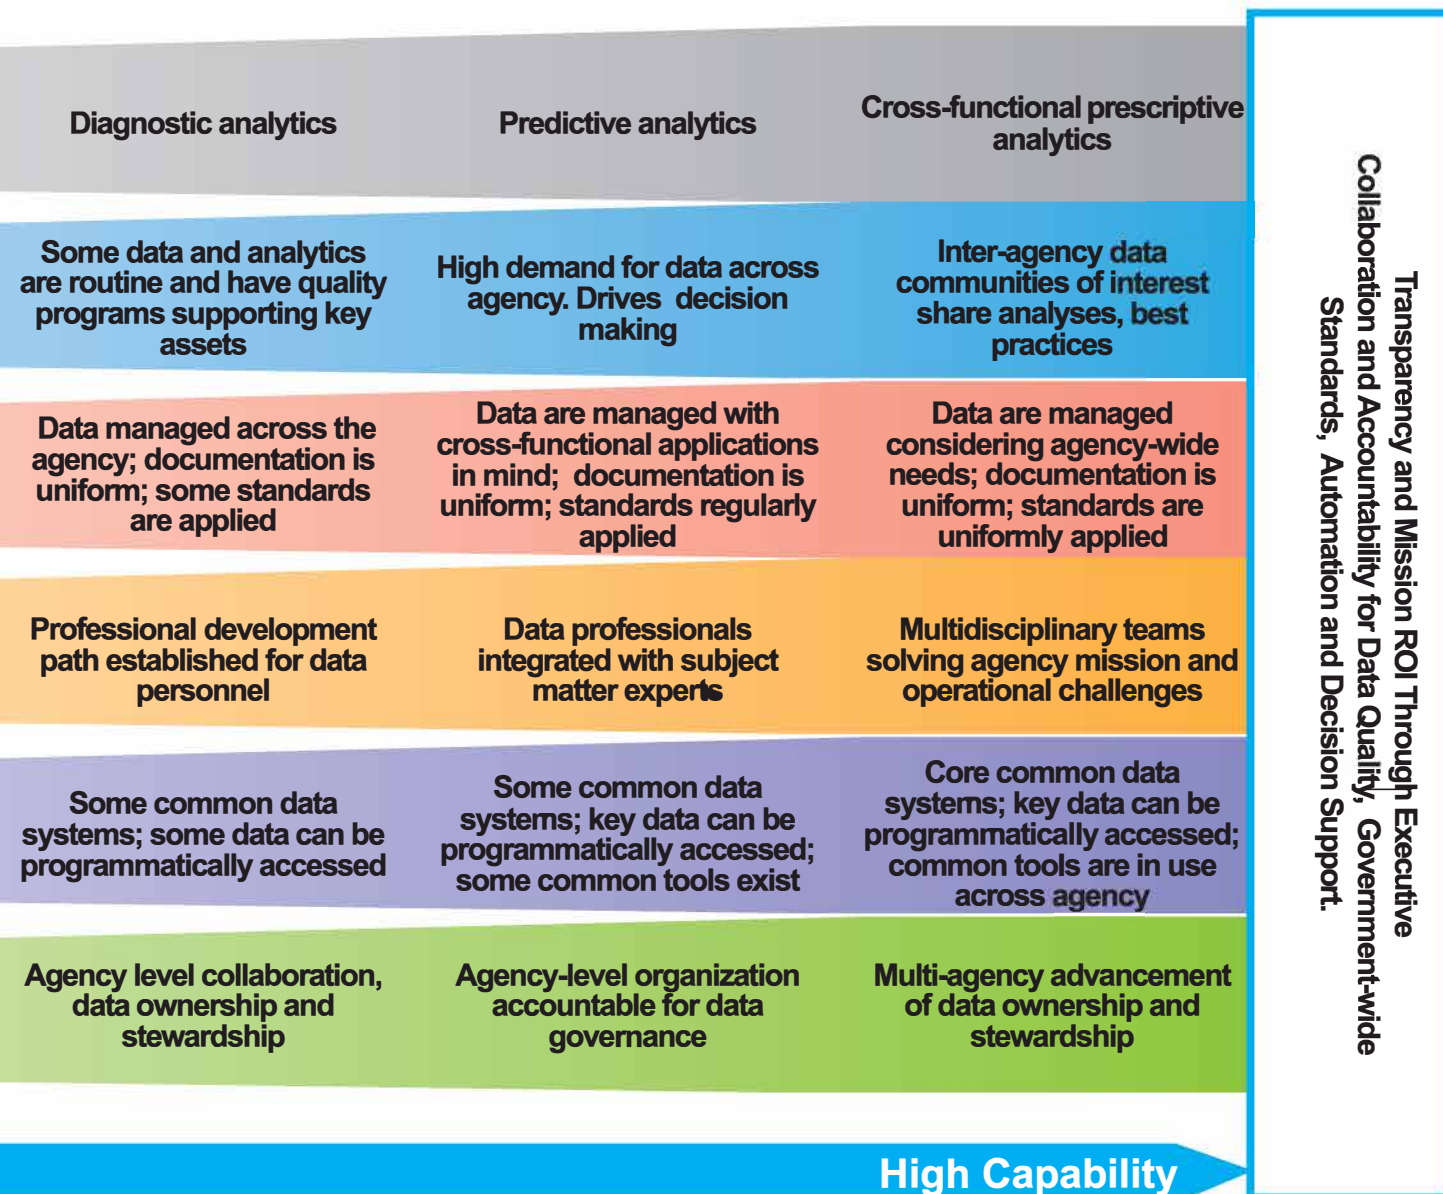 Diagnostic analytics
Predictive analytics
Cross-functional prescriptive
analytics
Some data and analytics
are routine and have quality
programs supporting key
assets
High demand for data across
agency. Drives decision
making
Inter-agency data
communities of interest
share analyses, best
practices
Data managed across the
agency; documentation is
uniform; some standards
are applied
Data are managed with
cross-functional applications
in mind; documentation is
uniform; standards regularly
applied
Data are managed
considering agency-wide
needs; documentation is
uniform; standards are
uniformly applied
Professional development
path established for data
personnel
Data professionals
integrated with subject
matter experts
Multidisciplinary teams
solving agency mission and
operational challenges
Some common data
systems; some data can be
programmatically accessed
Some common data
systems; key data can be
programmatically accessed;
some common tools exist
Core common data
systems; key data can be
programmatically accessed;
common tools are in use
across agency
Agency level collaboration,
data ownership and
stewardship
Agency-level organization
accountable for data
governance
Multi-agency advancement
of data ownership and
stewardship
High Capability
Transparency and Mission ROI Through Executive
Collaboration and Accountability for Data Quality, Government-wide
Standards, Automation and Decision Support.